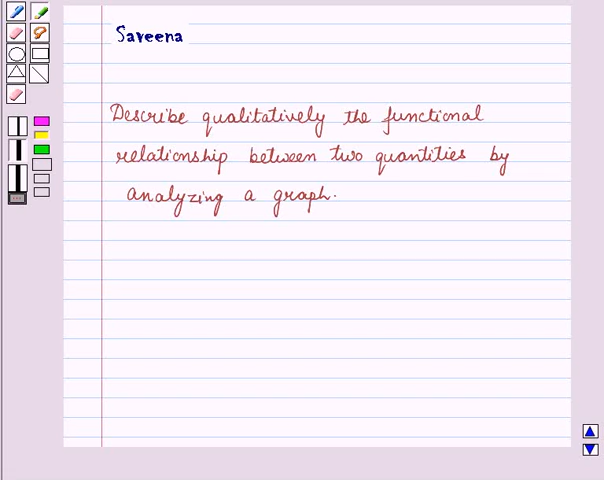 Saveena
Describe qualitatively the functional
relationship between two quantities by
analyzing a graph.